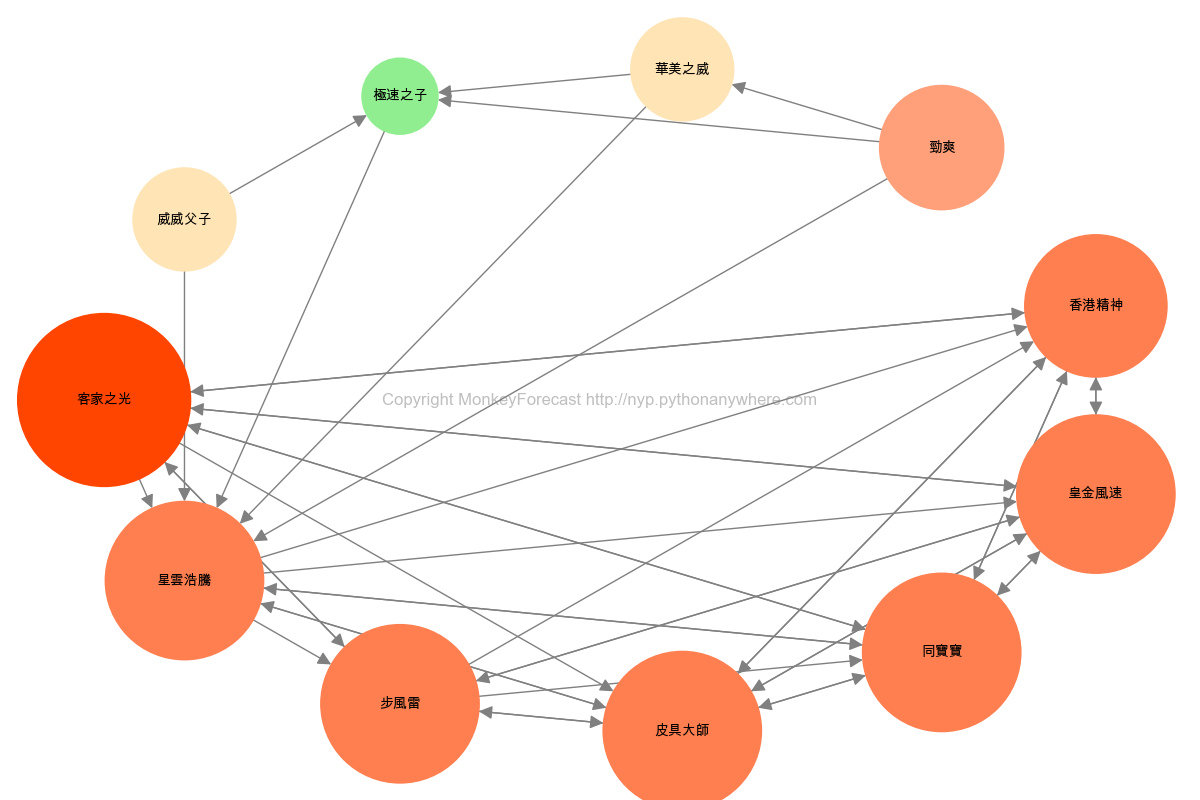 華美之威
極速之子
勁爽
威威父子
香港精神
客家之光
Copyright MonkeyForecast http://nyp.pythonanywhere.com
皇金風速
星雲浩騰
同寶寶
步風雷
皮具大師